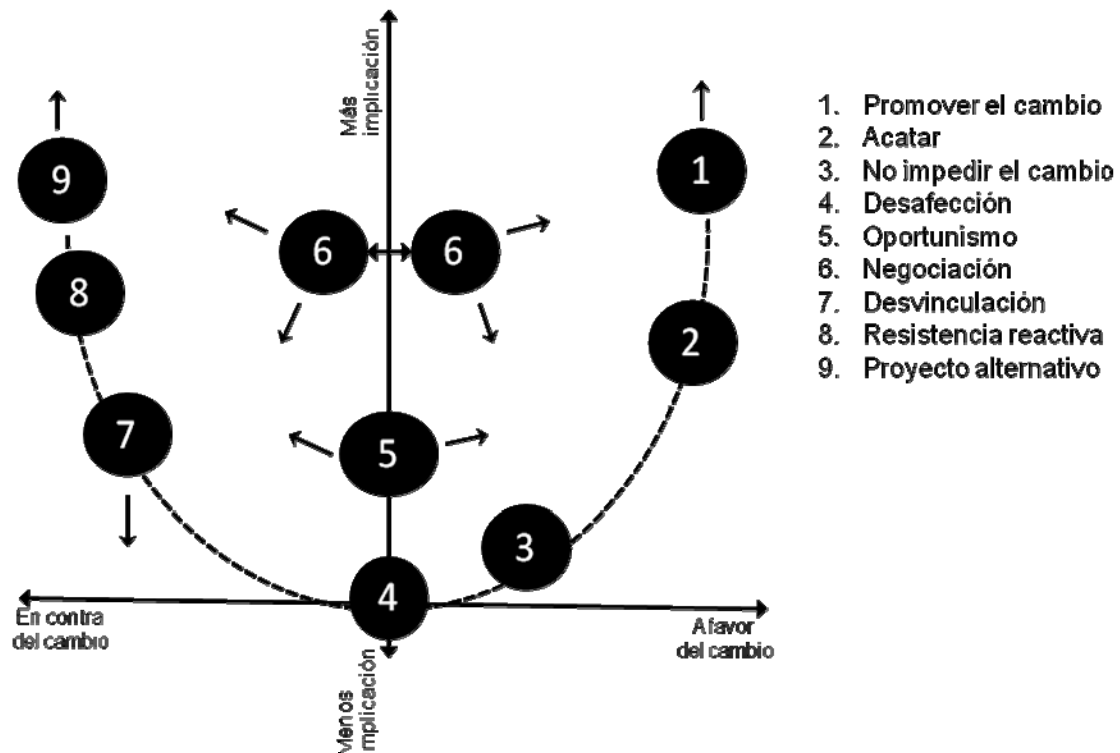 Más
implicación
9
1
6
6
8
2
7
5
3
4
En contra
del cambio
A favor
del cambio
Menos
implicación
1. Promover el cambio
2. Acatar
3. No impedir el cambio
4. Desafección
5. Oportunismo
6. Negociación
7. Desvinculación
8. Resistencia reactiva
9. Proyecto alternativo